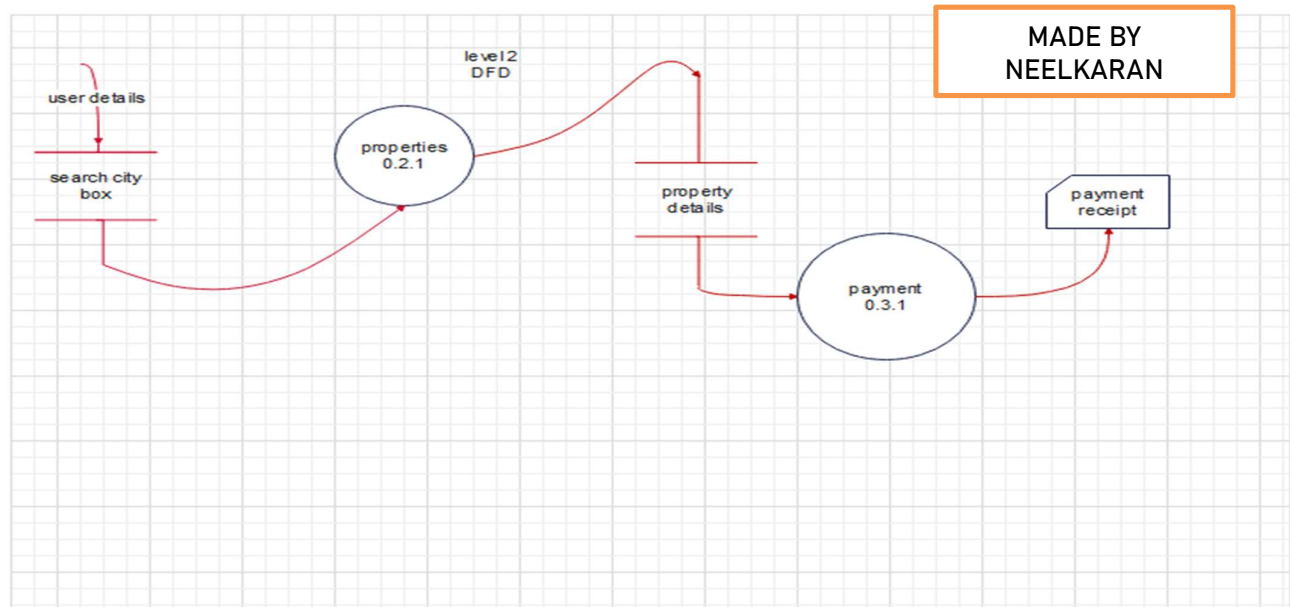 MADE BY
NEELKARAN
level2
DFD
user details
search city
box
properties
0.2.1
property
details
payment
0.3.1
payment
receipt